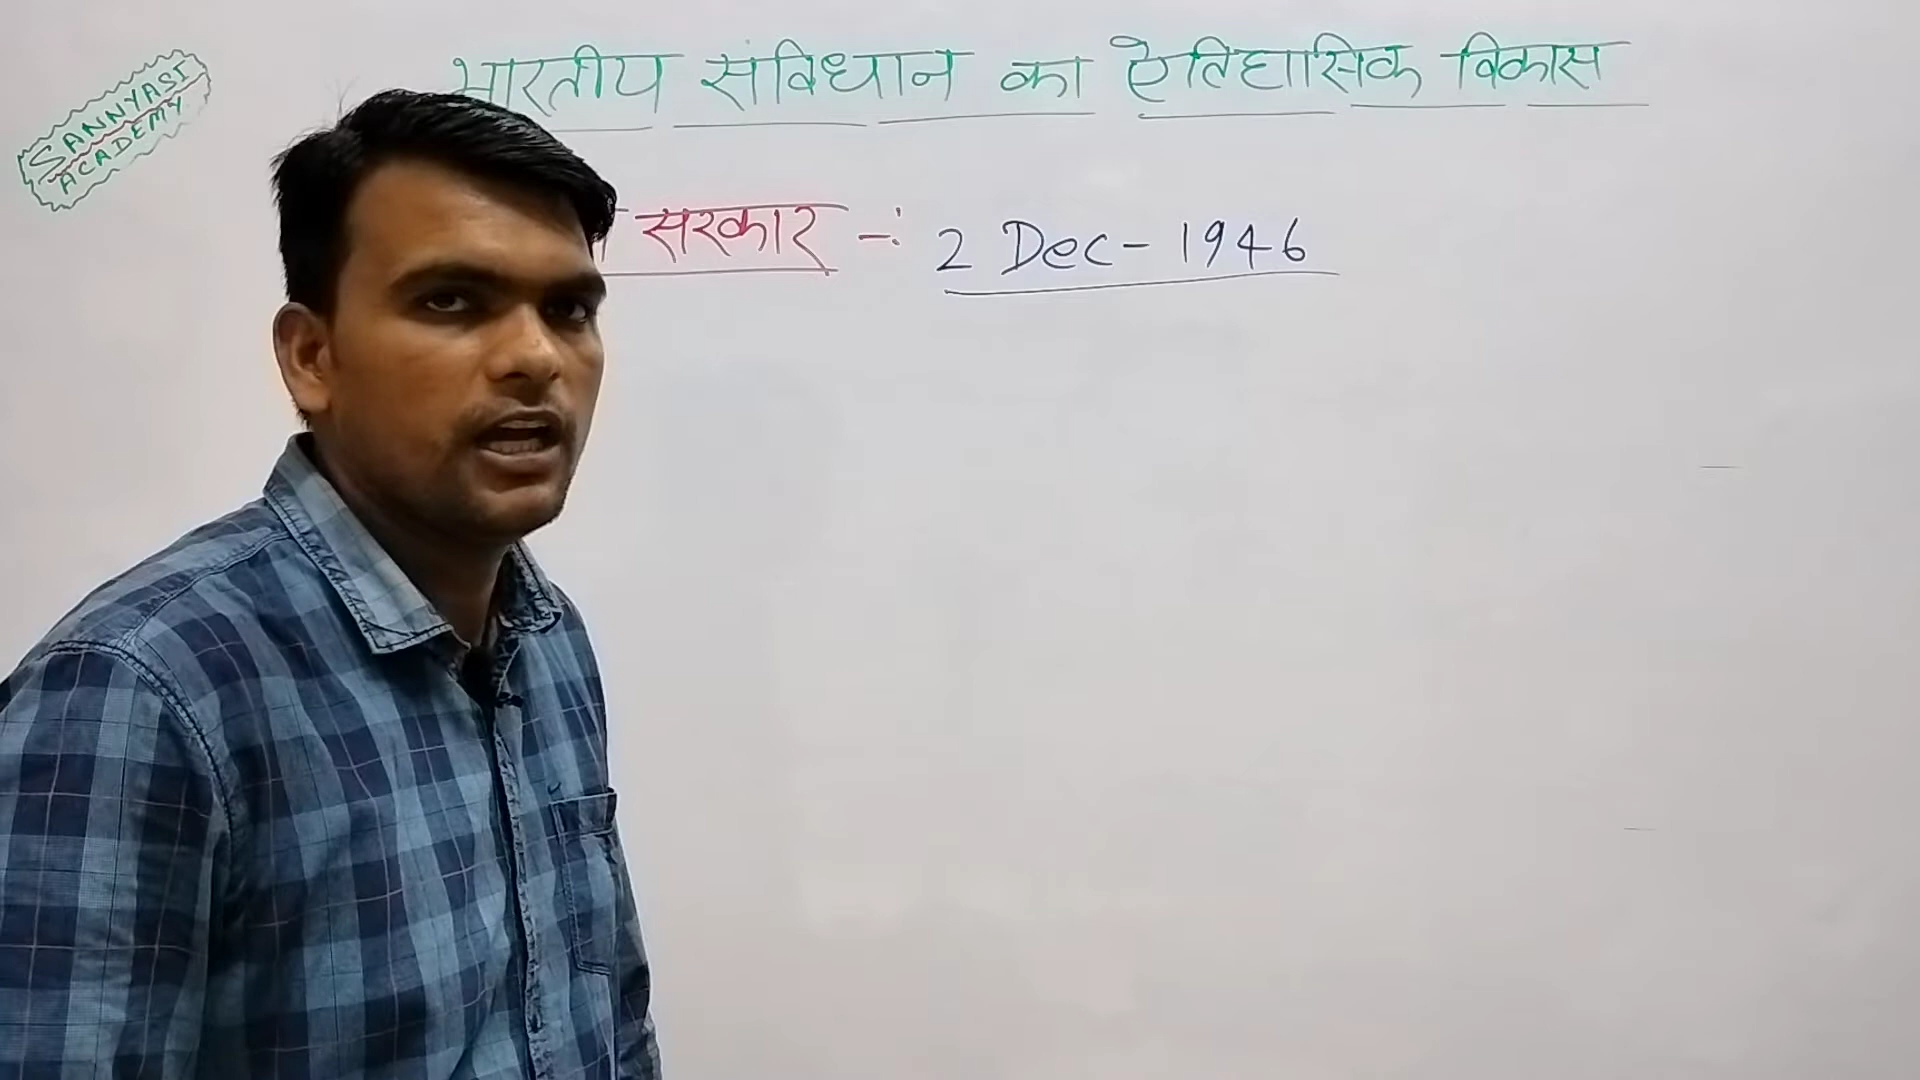 SANNYASI
ACADEMY
भारतीय संविधान का ऐतिहासिक विकास
सरकार -: 2 Dec - 1946